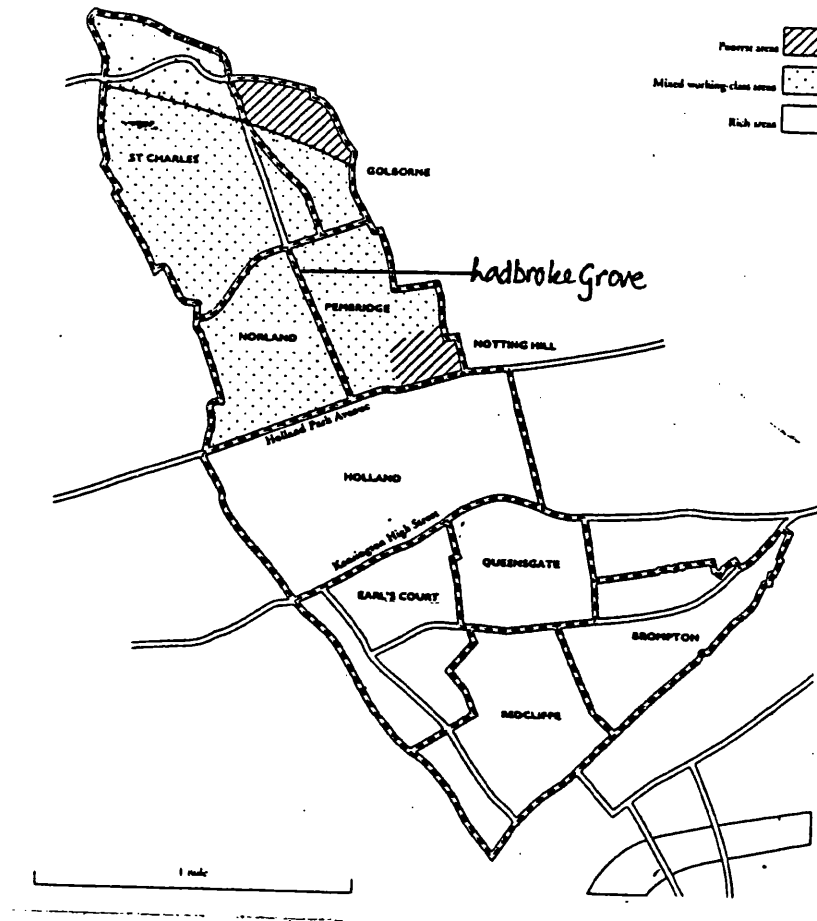 Poorest areas
Mixed working-class areas
Rich areas
ST CHARLES
GOLBORNE
Ladbroke Grove
PEMBRIDGE
NORLAND
NOTTING HILL
Holland Park Avenue
HOLLAND
Kensington High Street
QUEENSGATE
EARL'S COURT
BROMPTON
REDCLIFFE
1 mile